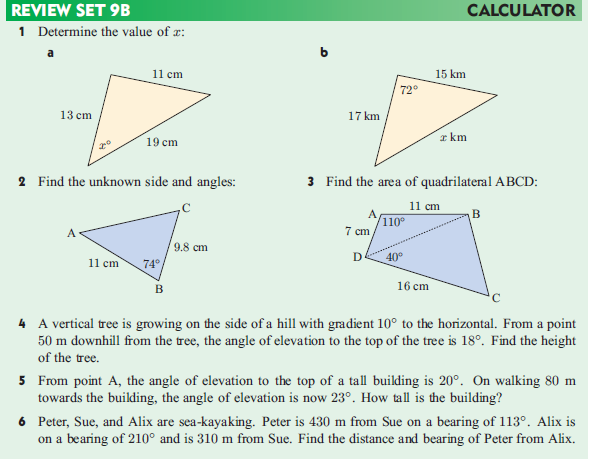 REVIEW SET 9B CALCULATOR
1 Determine the value of x:
a b
11 cm
13 cm
x°
19 cm
15 km
72°
17 km
x km
2 Find the unknown side and angles:
C
A
9.8 cm
11 cm 74°
B
3 Find the area of quadrilateral ABCD:
11 cm
A B
110°
7 cm
D 40°
16 cm
C
4 A vertical tree is growing on the side of a hill with gradient 10° to the horizontal. From a point
50 m downhill from the tree, the angle of elevation to the top of the tree is 18°. Find the height
of the tree.
5 From point A, the angle of elevation to the top of a tall building is 20°. On walking 80 m
towards the building, the angle of elevation is now 23°. How tall is the building?
6 Peter, Sue, and Alix are sea-kayaking. Peter is 430 m from Sue on a bearing of 113°. Alix is
on a bearing of 210° and is 310 m from Sue. Find the distance and bearing of Peter from Alix.